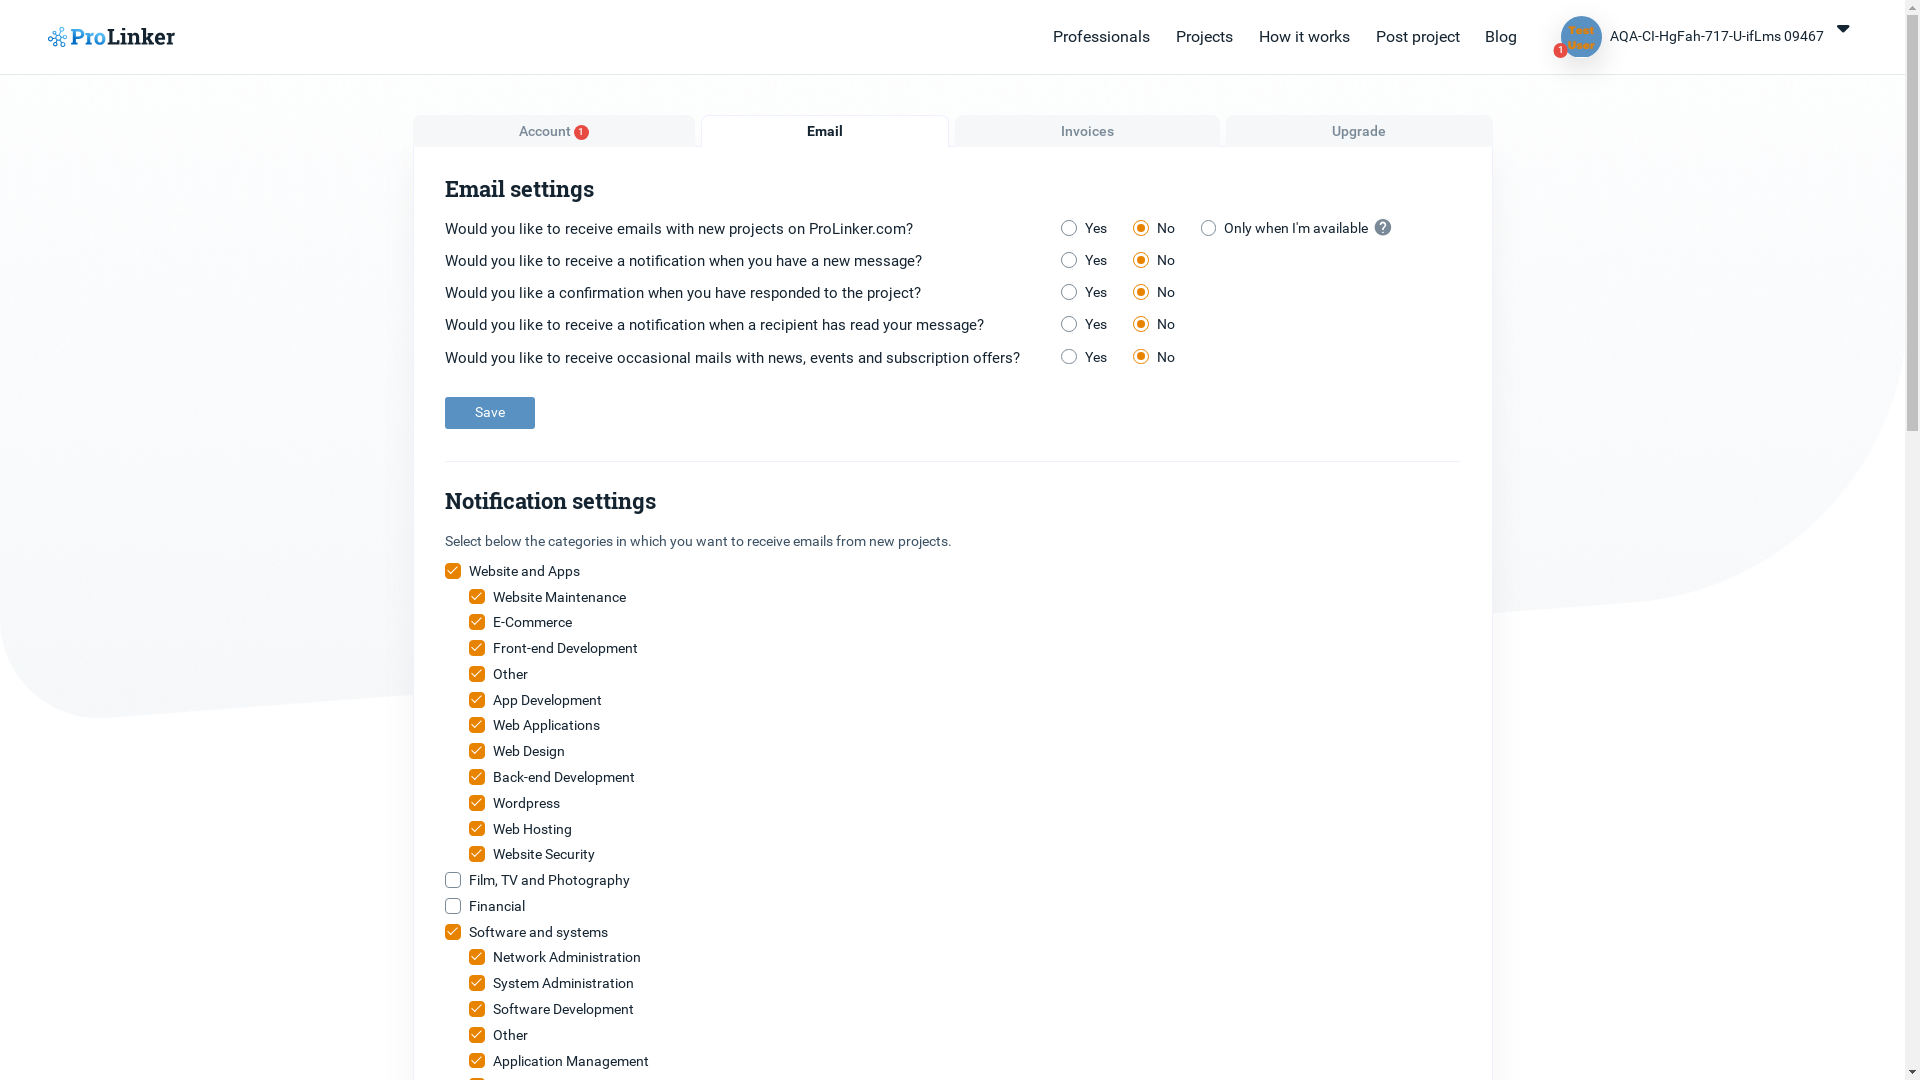 ProLinker
Professionals Projects How it works Post project Blog
Test
User
1
AQA-CI-HgFah-717-U-ifLms 09467
Account 1 Email Invoices Upgrade
Email settings
Would you like to receive emails with new projects on ProLinker.com? Yes No Only when I'm available ?
Would you like to receive a notification when you have a new message? Yes No
Would you like a confirmation when you have responded to the project? Yes No
Would you like to receive a notification when a recipient has read your message? Yes No
Would you like to receive occasional mails with news, events and subscription offers? Yes No
Save
Notification settings
Select below the categories in which you want to receive emails from new projects.
Website and Apps
Website Maintenance
E-Commerce
Front-end Development
Other
App Development
Web Applications
Web Design
Back-end Development
Wordpress
Web Hosting
Website Security
Film, TV and Photography
Financial
Software and systems
Network Administration
System Administration
Software Development
Other
Application Management